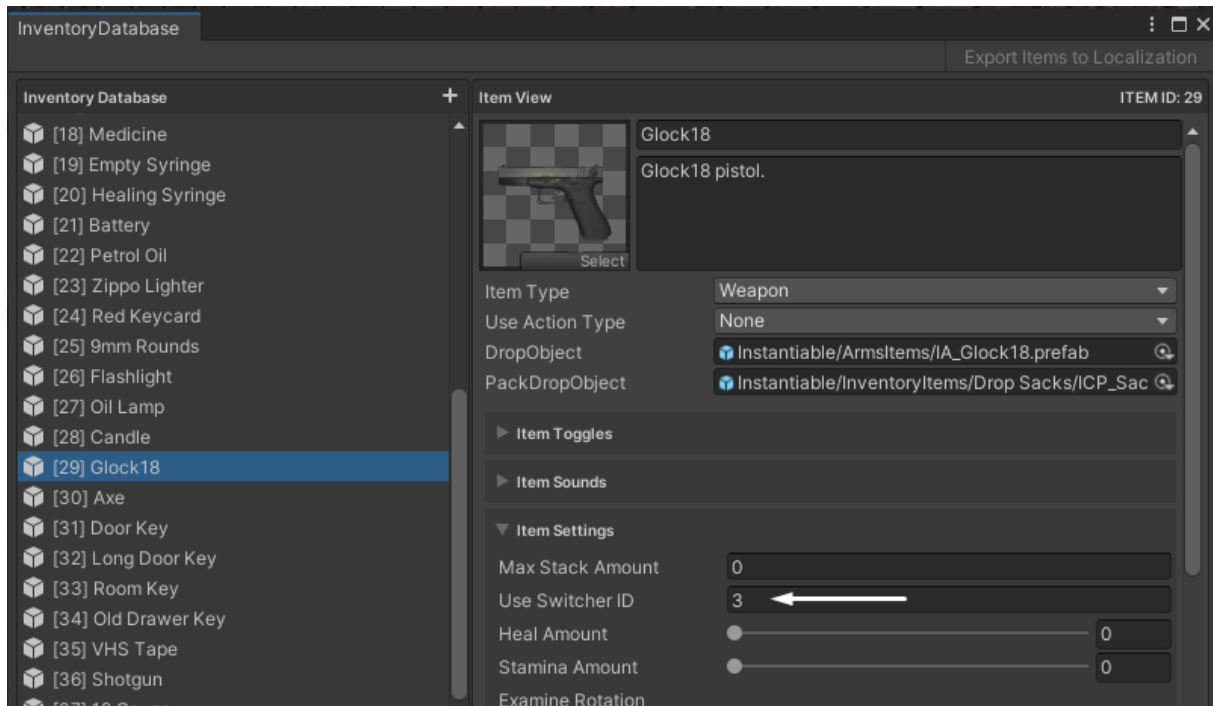 InventoryDatabase
Export Items to Localization
Inventory Database
[18] Medicine
[19] Empty Syringe
[20] Healing Syringe
[21] Battery
[22] Petrol Oil
[23] Zippo Lighter
[24] Red Keycard
[25] 9mm Rounds
[26] Flashlight
[27] Oil Lamp
[28] Candle
[29] Glock18
[30] Axe
[31] Door Key
[32] Long Door Key
[33] Room Key
[34] Old Drawer Key
[35] VHS Tape
[36] Shotgun
Item View
ITEM ID: 29
Select
Glock18
Glock18 pistol.
Item Type
Weapon
Use Action Type
None
DropObject
Instantiable/ArmsItems/IA_Glock18.prefab
PackDropObject
Instantiable/InventoryItems/Drop Sacks/ICP_Sac
Item Toggles
Item Sounds
Item Settings
Max Stack Amount
0
Use Switcher ID
3
Heal Amount
0
Stamina Amount
0
Examine Rotation